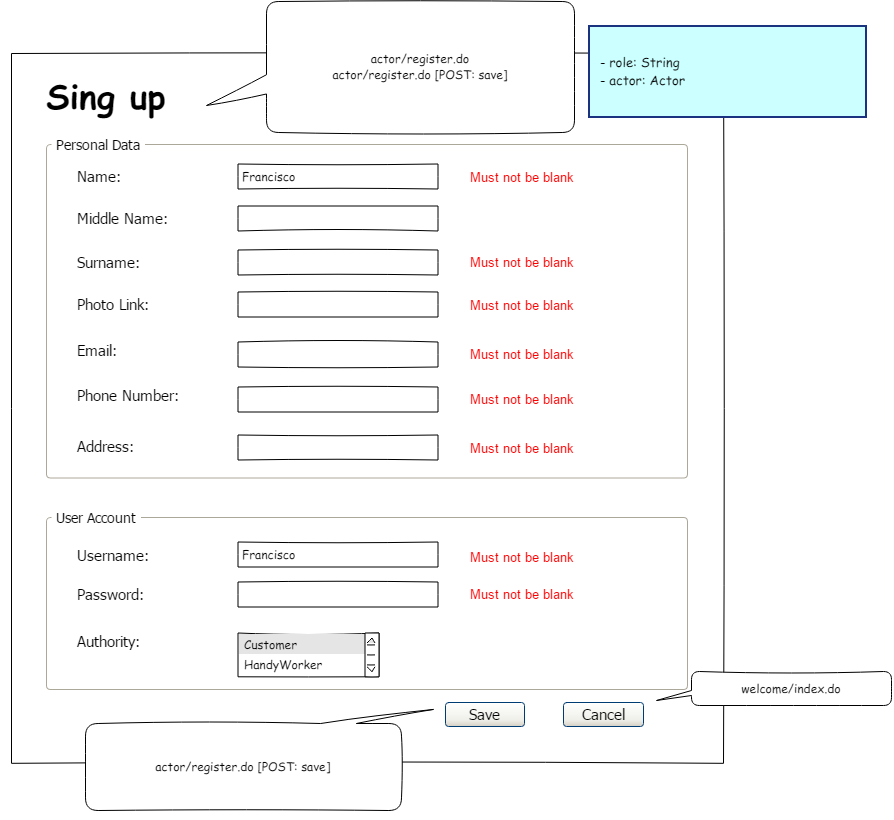 actor/register.do
actor/register.do [POST: save]
- role: String
- actor: Actor
Sing up
Personal Data
Name: Francisco Must not be blank
Middle Name:
Surname: Must not be blank
Photo Link: Must not be blank
Email: Must not be blank
Phone Number: Must not be blank
Address: Must not be blank
User Account
Username: Francisco Must not be blank
Password: Must not be blank
Authority: Customer
HandyWorker
welcome/index.do
Save Cancel
actor/register.do [POST: save]